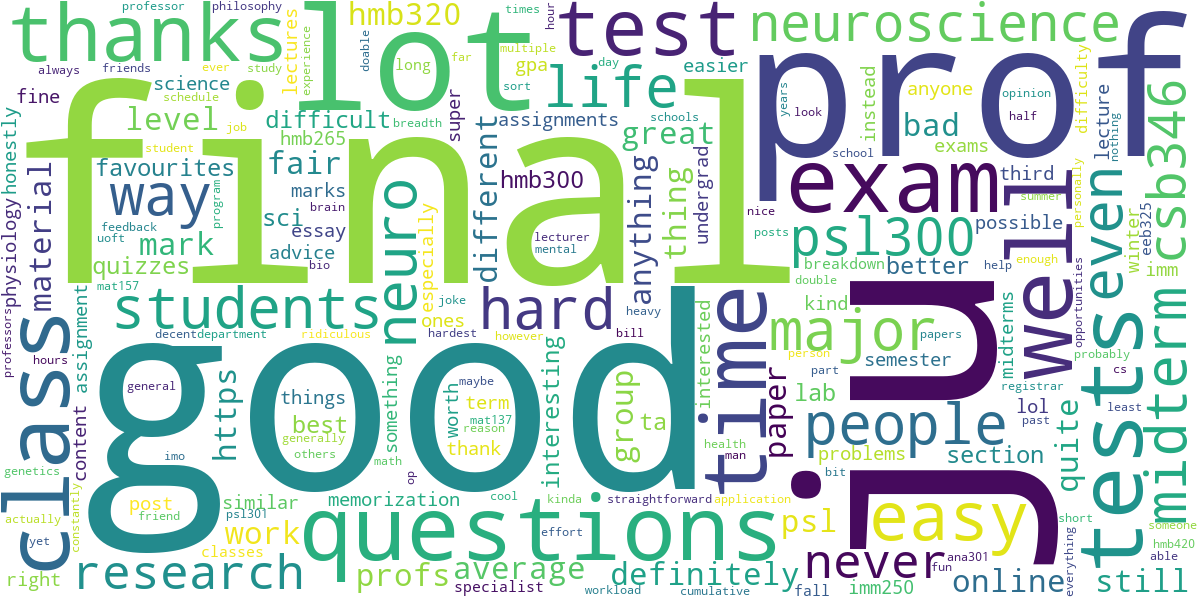 final
good
prof
inj
lot
thanks
test
exam
class
questions
well
time
life
neuroscience
neuro
students
hard
way
major
people
easy
never
research
tests
even
midterm
csb346
psl300
hmb320
level
difficult
fair
favourites
mark
quizzes
material
different
great
thing
anything
bad
better
possible
kind
psl
work
profs
average
definitely
online
still
quite
section
semester
lab
paper
group
ta
interesting
something
best
https
things
term
thank
worth
memorization
similar
post
right
content
assignment
physiology
honestly
professors
fine
science
schedule
always
friends
professor
philosophy
ever
study
lectures
experience
job
student
hmb265
breadth
super
long
gpa
multiple
times
hour
doable
far
sort
day
easier
assignments
schools
undergrad
hmb300
lecturer
mental
nice
posts
anyone
exams
instead
years
look
opinion
half
difficulty
lecture
nothing
school
third
personally
summer
winter
eeb325
imm
opportunities
midterms
help
enough
breakdown
double
papers
person
part
problems
bit
lol
past
registrar
probably
cs
least
short
someone
hmb420
able
everything
fun
ana301
fall
imm250
workload
cumulative
specialist
effort
straightforward
application
health
man
interested
kinda
cool
op
math
reason
mat137
maybe
generally
others
general
imo
friend
psl301
classes
constantly
actually
yet
genetics
hours
decent
department
ridiculous
joke
hardest
however
heavy
bill
ones
especially
advice
essay
sci
marks
brain
program
feedback
uoft
bio
mat157